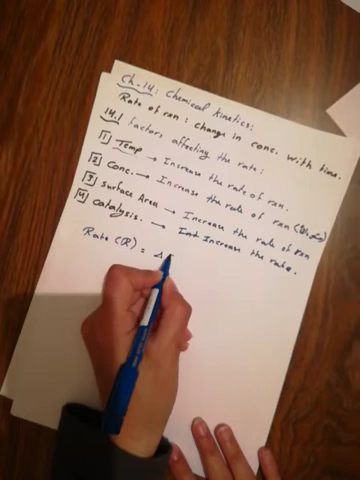 Ch.14: Chemical kinetics:
Rate of rxn : change in conc. with time.
14.1 factors affecting the rate:
1 Temp → Increase the rate of rxn.
2 Conc. → Increase the rate of rxn
3 Surface Area → Increase the rate of rxn
4 Catalysis. → Increase the rate.
Rate (R) = Δ